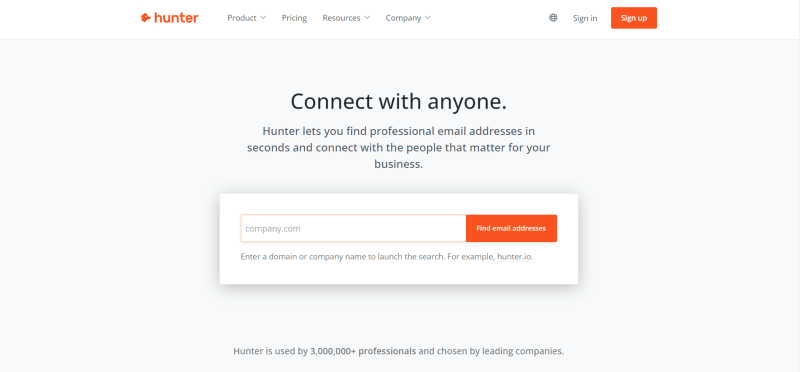 hunter Product Pricing Resources Company Sign in Sign up
Connect with anyone.
Hunter lets you find professional email addresses in
seconds and connect with the people that matter for your
business.
company.com Find email addresses
Enter a domain or company name to launch the search. For example, hunter.io.
Hunter is used by 3,000,000+ professionals and chosen by leading companies.